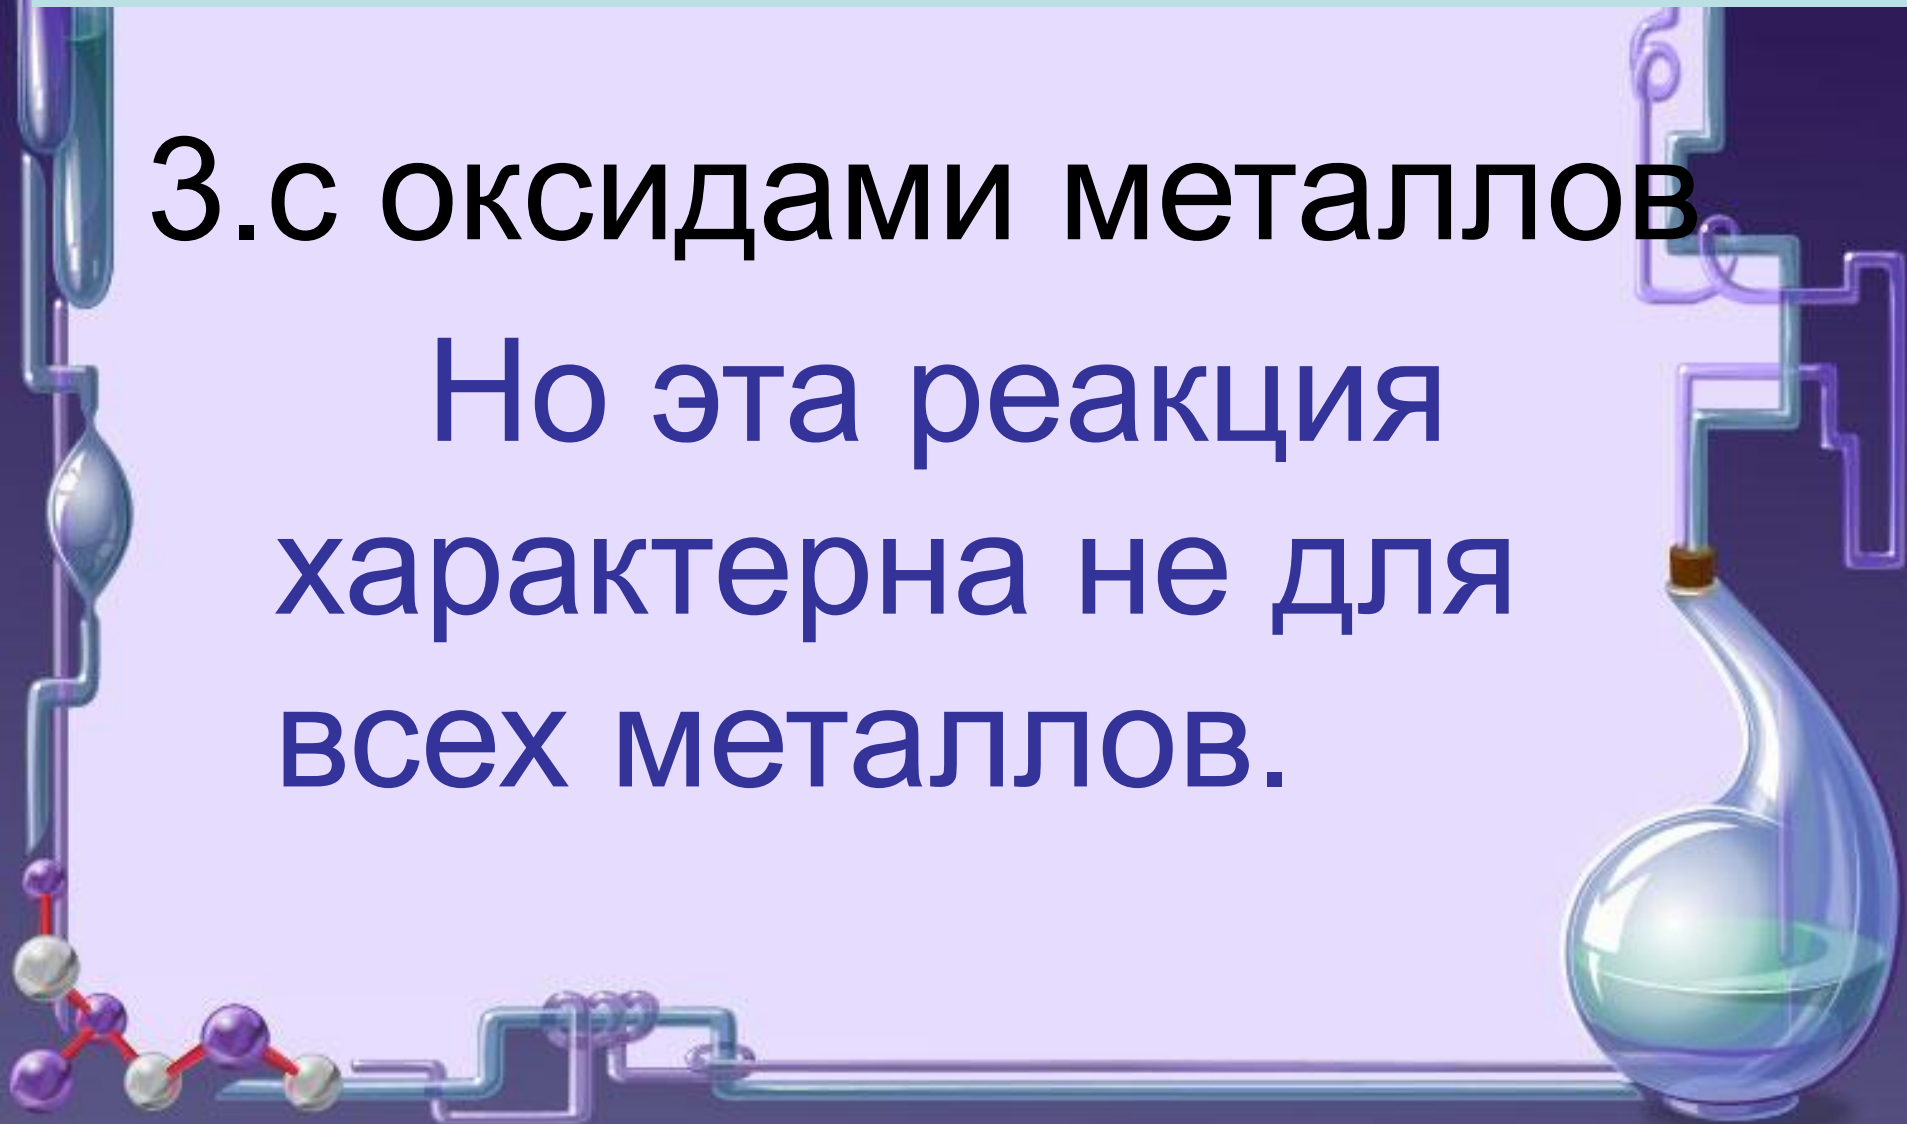 3.с оксидами металлов.
Но эта реакция
характерна не для
всех металлов.